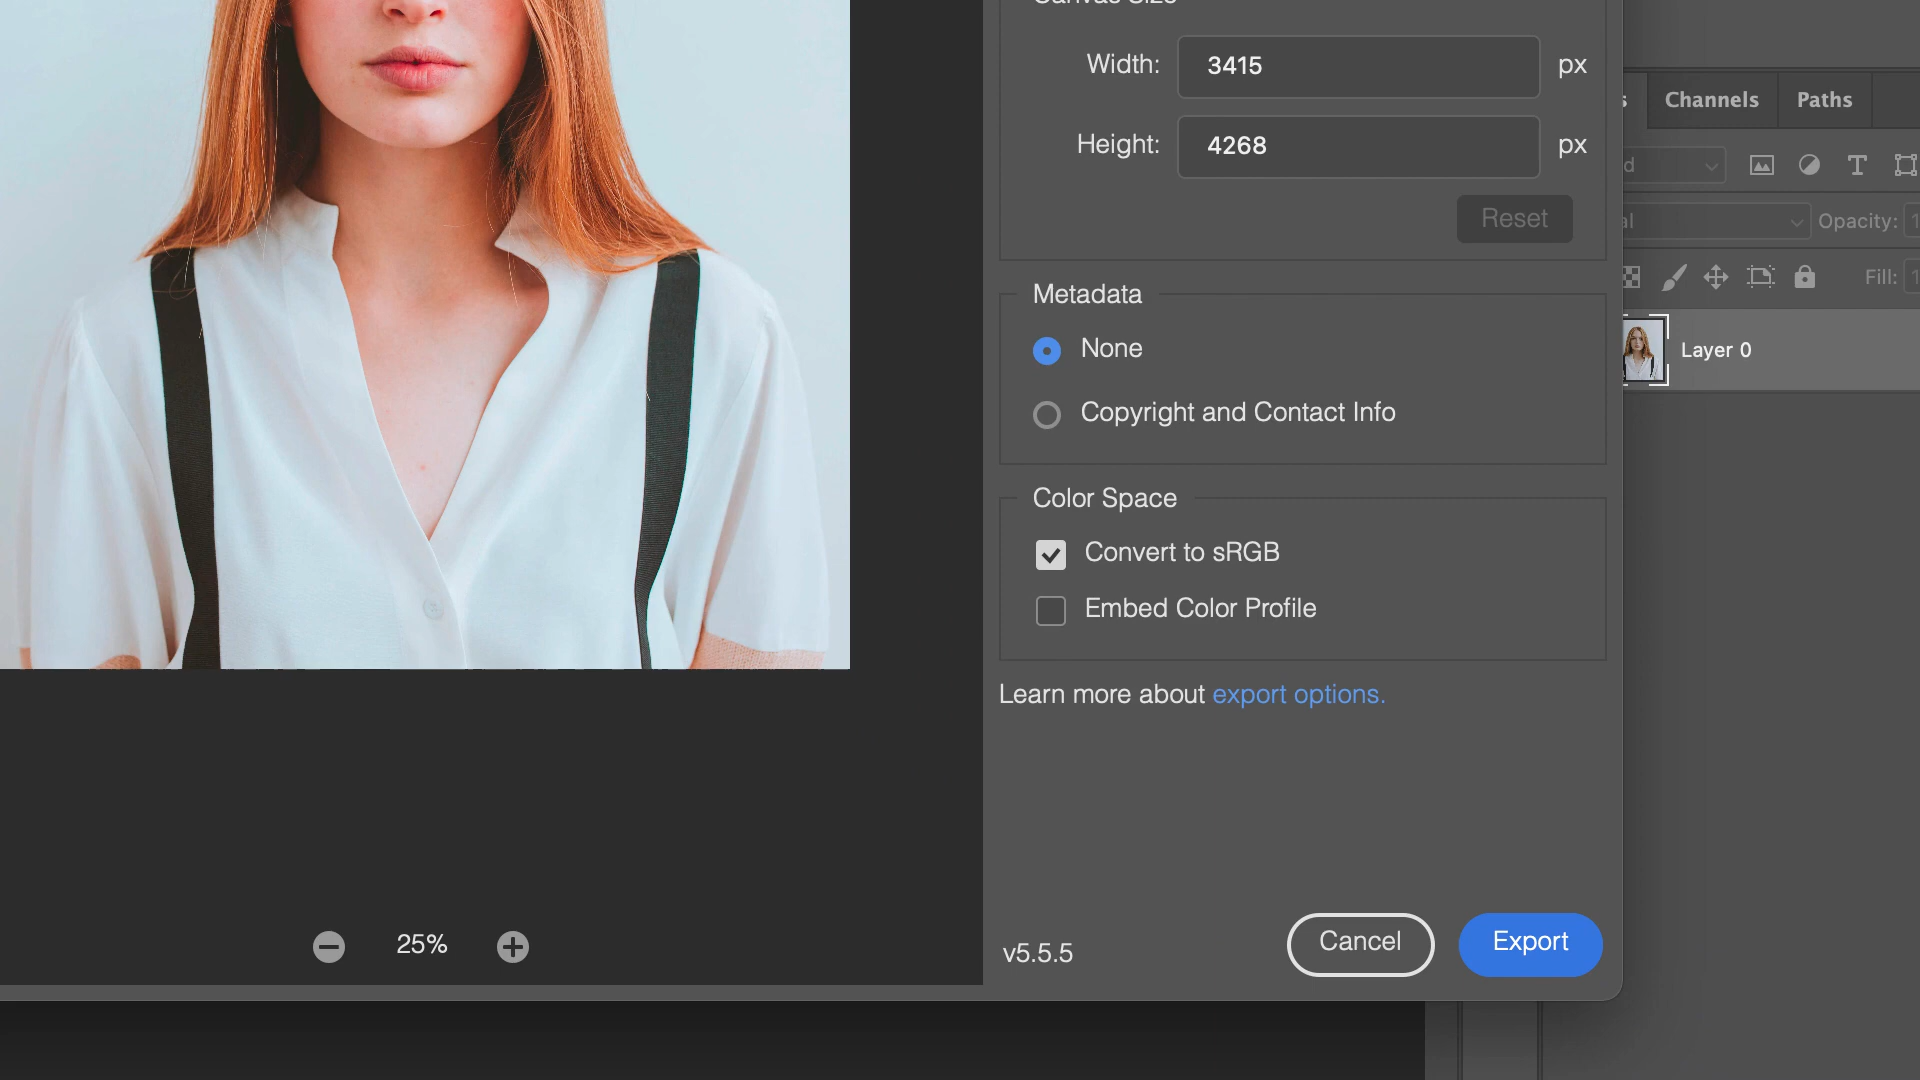 Canvas Size
Width: 3415 px
Channels Paths
Height: 4268 px
Reset
Opacity:
Metadata
Fill:
None
Layer 0
Copyright and Contact Info
Color Space
Convert to sRGB
Embed Color Profile
Learn more about export options.
25%
v5.5.5
Cancel
Export